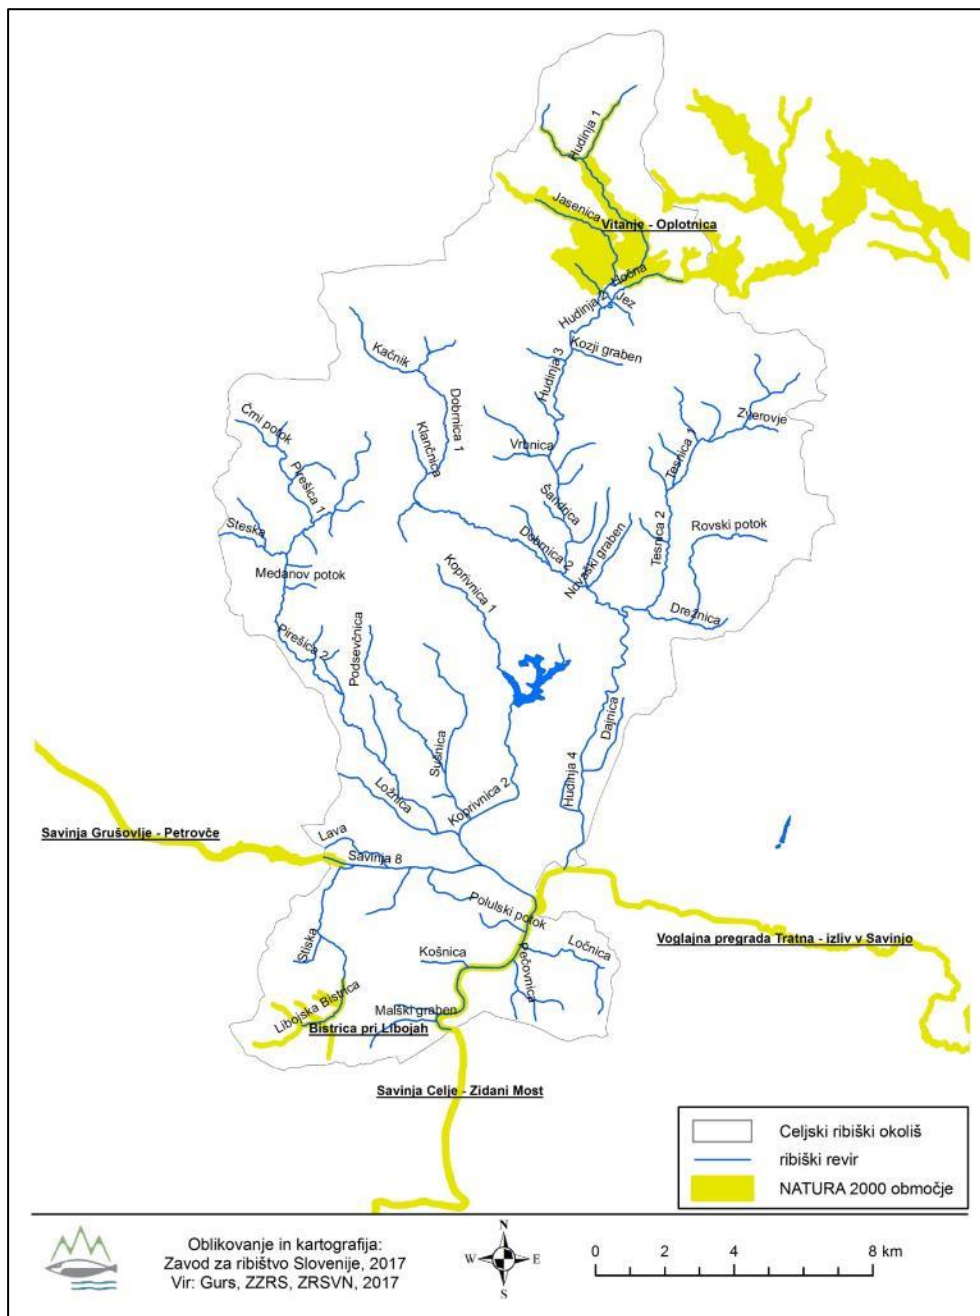 Hudinja 1
Jasenica
Vitanje - Oplotnica
Hočna
Jez
Hudinja 2
Kozji graben
Hudinja 3
Kačnik
Dobrnica 1
Klančnica
Črni potok
Pirešica 1
Zverovje
Tesnica 1
Vrbnica
Šandrica
Steska
Rovski potok
Tesnica 2
Dobrnica 2
Novaški graben
Medanov potok
Koprivnica 1
Drežnica
Pirešica 2
Podsevčnica
Dajnica
Sušnica
Hudinja 4
Koprivnica 2
Ložnica
Savinja Grušovlje - Petrovče
Lava
Savinja 8
Polulski potok
Voglajna pregrada Tratna - izliv v Savinjo
Ločnica
Košnica
Pečovnica
Stiska
Libojska Bistrica
Malški graben
Bistrica pri Libojah
Savinja Celje - Zidani Most
Celjski ribiški okoliš
ribiški revir
NATURA 2000 območje
Oblikovanje in kartografija:
Zavod za ribištvo Slovenije, 2017
Vir: Gurs, ZZRS, ZRSVN, 2017
N
W E
S
0 2 4 8 km